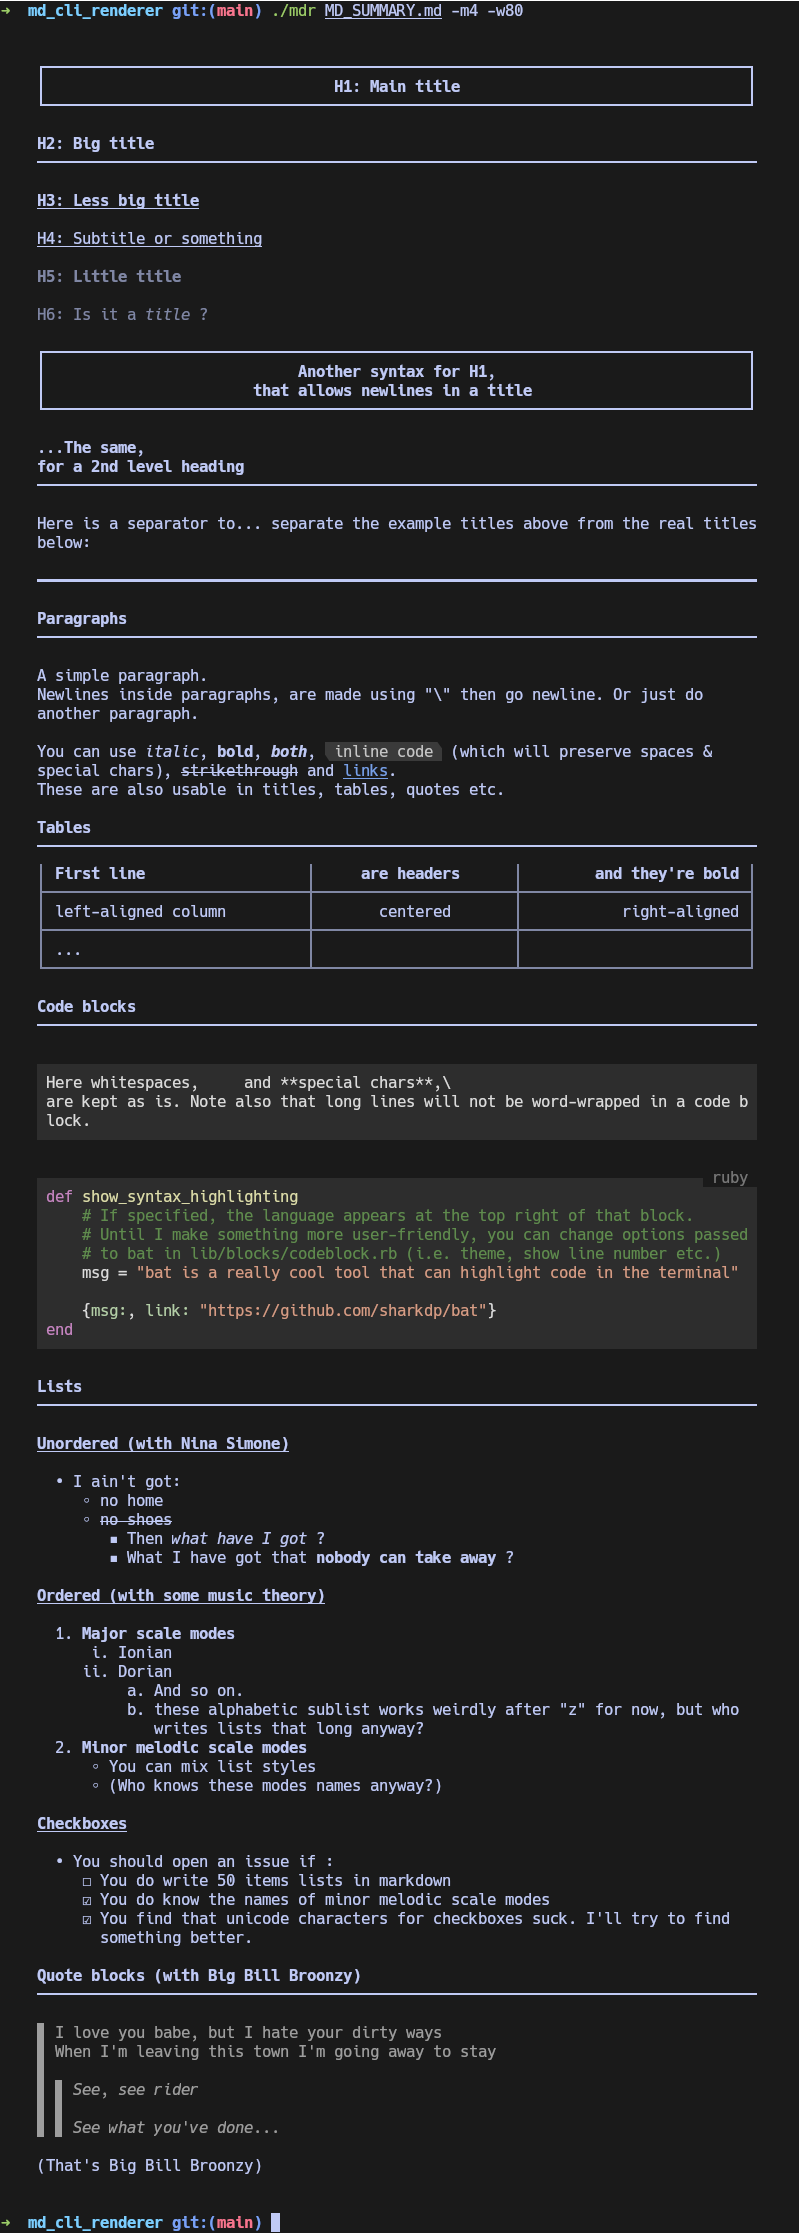 ➜  md_cli_renderer git:(main) ./mdr MD_SUMMARY.md -m4 -w80
H1: Main title
H2: Big title
H3: Less big title
H4: Subtitle or something
H5: Little title
H6: Is it a title ?
Another syntax for H1,
that allows newlines in a title
...The same,
for a 2nd level heading
Here is a separator to... separate the example titles above from the real titles
below:
Paragraphs
A simple paragraph.
Newlines inside paragraphs, are made using "\" then go newline. Or just do
another paragraph.
You can use italic, bold, both, inline code (which will preserve spaces &
special chars), strikethrough and links.
These are also usable in titles, tables, quotes etc.
Tables
First line are headers and they're bold
left-aligned column centered right-aligned
...
Code blocks
Here whitespaces,     and **special chars**,\
are kept as is. Note also that long lines will not be word-wrapped in a code b
lock.
ruby
def show_syntax_highlighting
    # If specified, the language appears at the top right of that block.
    # Until I make something more user-friendly, you can change options passed
    # to bat in lib/blocks/codeblock.rb (i.e. theme, show line number etc.)
    msg = "bat is a really cool tool that can highlight code in the terminal"
    {msg:, link: "https://github.com/sharkdp/bat"}
end
Lists
Unordered (with Nina Simone)
• I ain't got:
◦ no home
◦ no shoes
▪ Then what have I got ?
▪ What I have got that nobody can take away ?
Ordered (with some music theory)
1. Major scale modes
i. Ionian
ii. Dorian
a. And so on.
b. these alphabetic sublist works weirdly after "z" for now, but who
writes lists that long anyway?
2. Minor melodic scale modes
◦ You can mix list styles
◦ (Who knows these modes names anyway?)
Checkboxes
• You should open an issue if :
☐ You do write 50 items lists in markdown
☑ You do know the names of minor melodic scale modes
☑ You find that unicode characters for checkboxes suck. I'll try to find
something better.
Quote blocks (with Big Bill Broonzy)
I love you babe, but I hate your dirty ways
When I'm leaving this town I'm going away to stay
See, see rider
See what you've done...
(That's Big Bill Broonzy)
➜  md_cli_renderer git:(main)